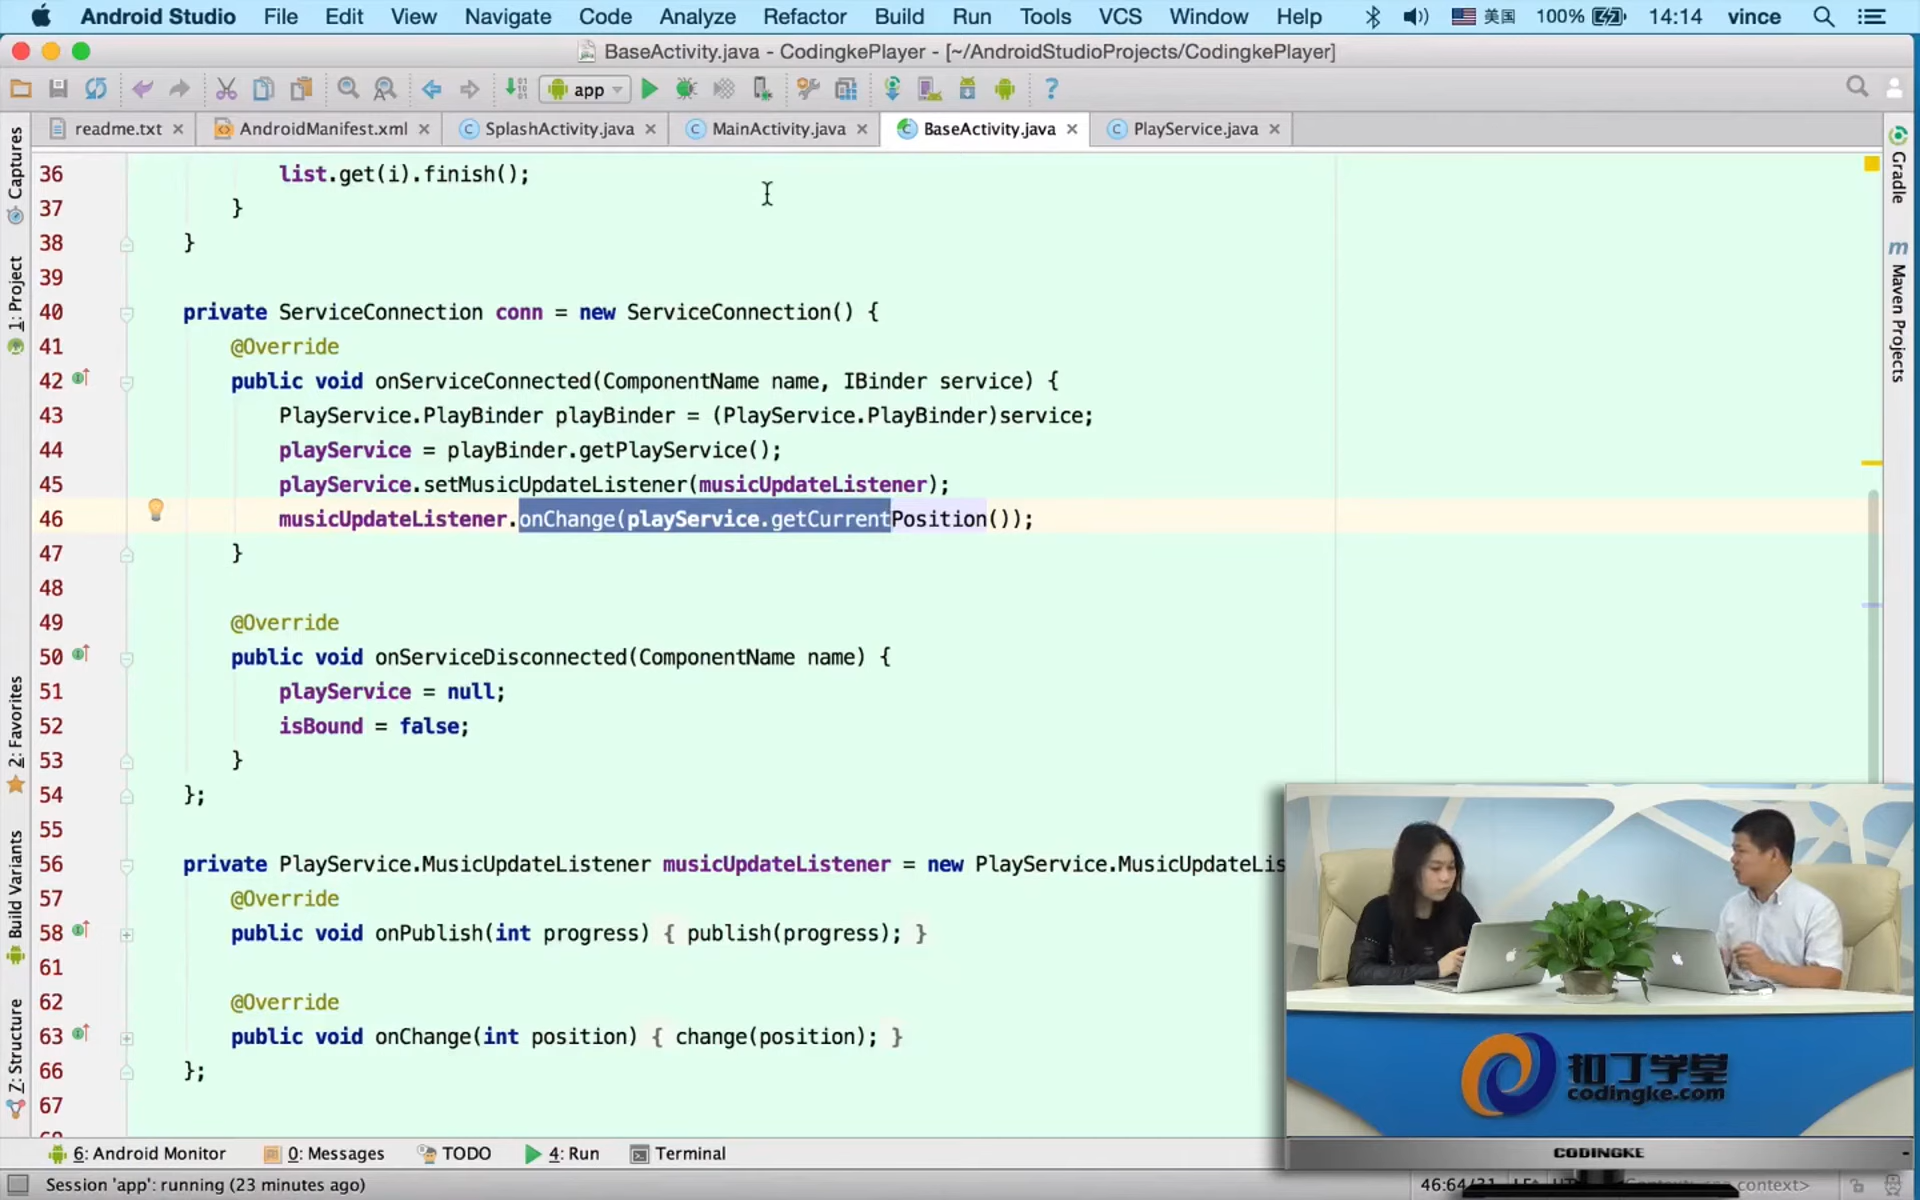 Android Studio File Edit View Navigate Code Analyze Refactor Build Run Tools VCS Window Help 美国 100% 14:14 vince
BaseActivity.java - CodingkePlayer - [~/AndroidStudioProjects/CodingkePlayer]
app
readme.txt AndroidManifest.xml SplashActivity.java MainActivity.java BaseActivity.java PlayService.java
Captures
1: Project
2: Favorites
Build Variants
Z: Structure
Gradle
Maven Projects
36 list.get(i).finish();
37 }
38 }
39
40 private ServiceConnection conn = new ServiceConnection() {
41 @Override
42 public void onServiceConnected(ComponentName name, IBinder service) {
43 PlayService.PlayBinder playBinder = (PlayService.PlayBinder)service;
44 playService = playBinder.getPlayService();
45 playService.setMusicUpdateListener(musicUpdateListener);
46 musicUpdateListener.onChange(playService.getCurrentPosition());
47 }
48
49 @Override
50 public void onServiceDisconnected(ComponentName name) {
51 playService = null;
52 isBound = false;
53 }
54 };
55
56 private PlayService.MusicUpdateListener musicUpdateListener = new PlayService.MusicUpdateLis
57 @Override
58 public void onPublish(int progress) { publish(progress); }
61
62 @Override
63 public void onChange(int position) { change(position); }
66 };
67
扣丁学堂
codingke.com
CODINGKE
6: Android Monitor 0: Messages TODO 4: Run Terminal
Session 'app': running (23 minutes ago)